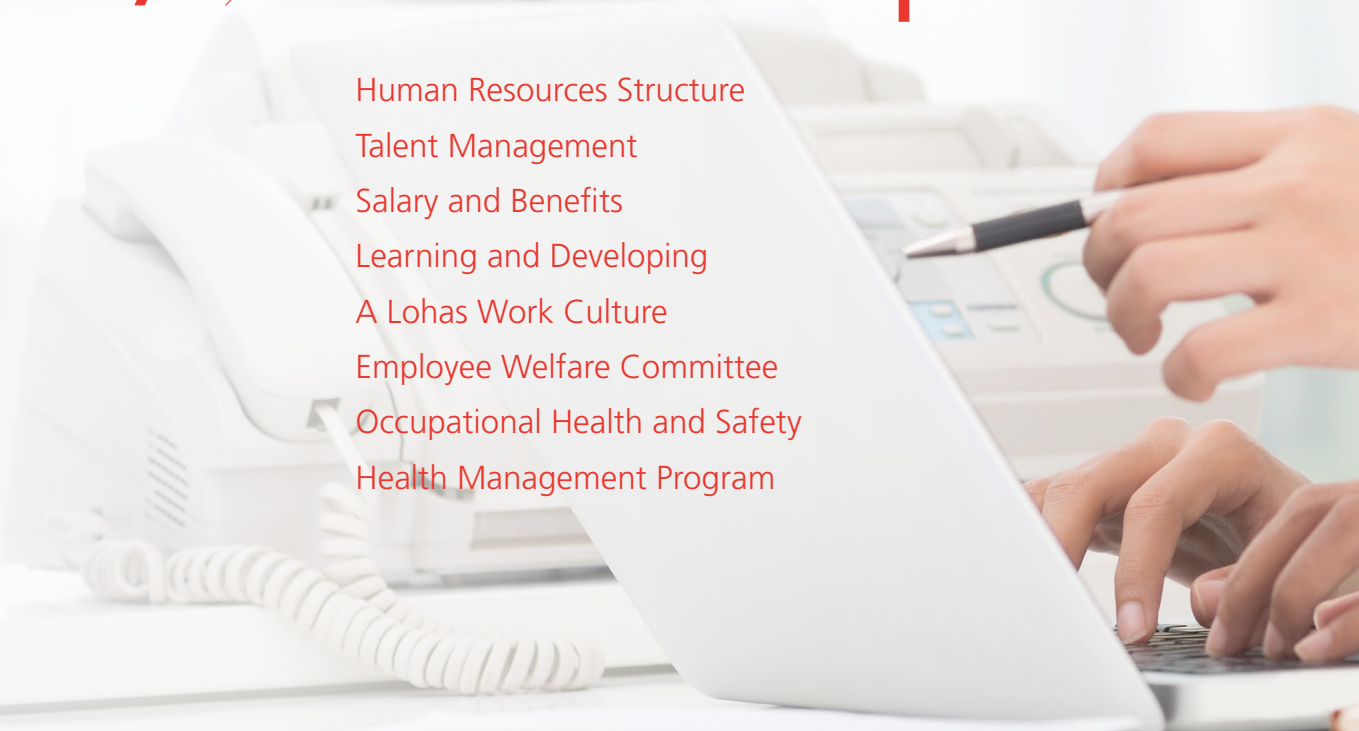 Human Resources Structure
Talent Management
Salary and Benefits
Learning and Developing
A Lohas Work Culture
Employee Welfare Committee
Occupational Health and Safety
Health Management Program